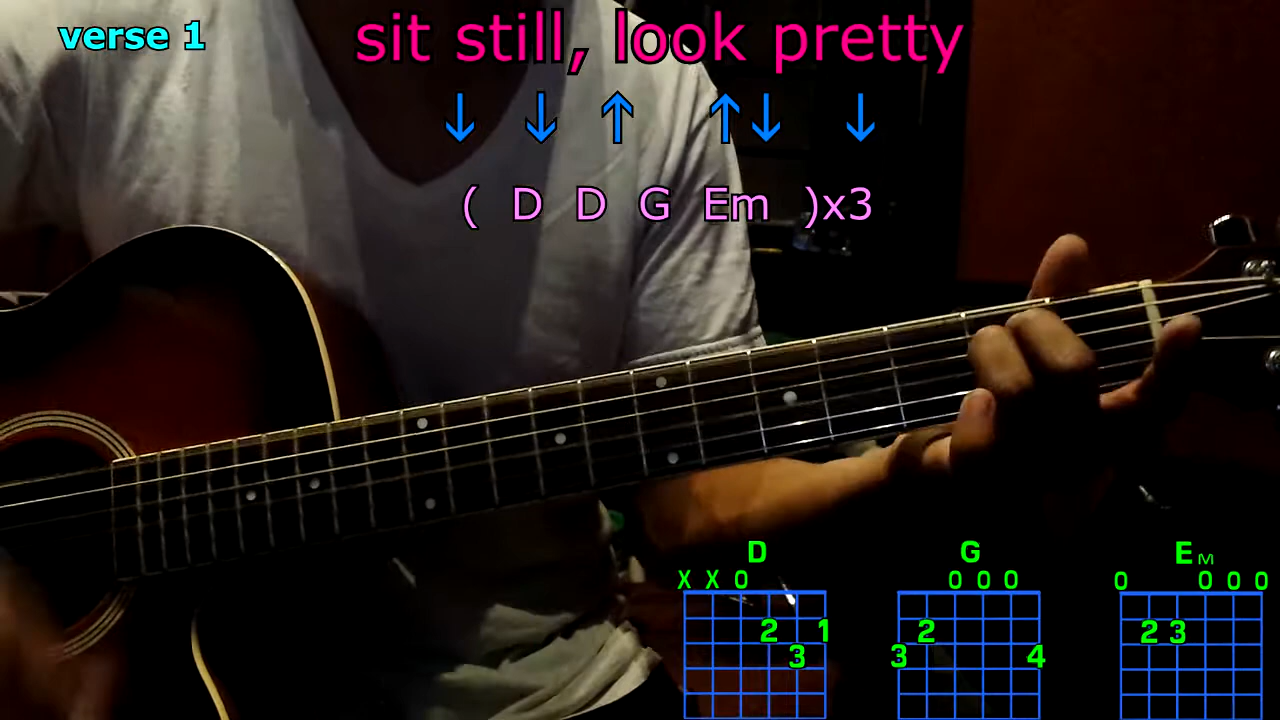 verse 1
sit still, look pretty
↓ ↓ ↑ ↑ ↓ ↓
( D D G Em )x3
D G EM
X X 0 0 0 0 0 0 0 0
2 1 2 2 3
3 3 4